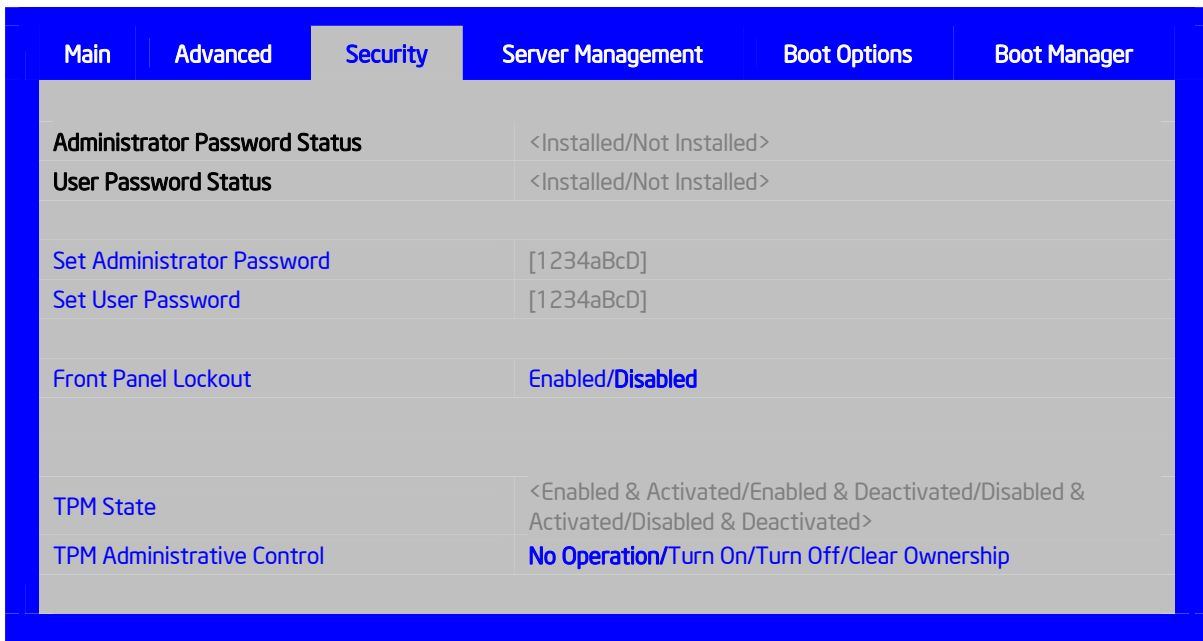 Main Advanced Security Server Management Boot Options Boot Manager
Administrator Password Status <Installed/Not Installed>
User Password Status <Installed/Not Installed>
Set Administrator Password [1234aBcD]
Set User Password [1234aBcD]
Front Panel Lockout Enabled/Disabled
TPM State <Enabled & Activated/Enabled & Deactivated/Disabled &
Activated/Disabled & Deactivated>
TPM Administrative Control No Operation/Turn On/Turn Off/Clear Ownership